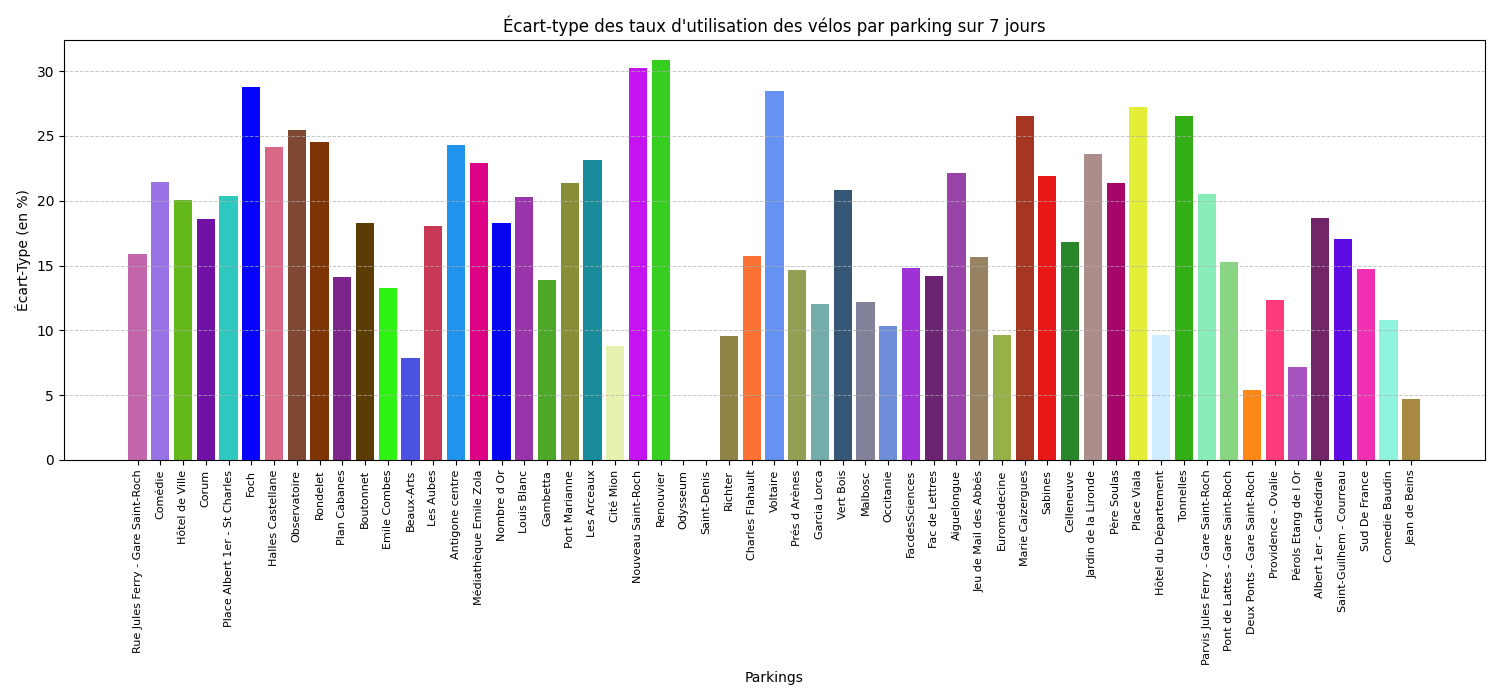 Écart-type des taux d'utilisation des vélos par parking sur 7 jours
Écart-Type (en %)
30
25
20
15
10
5
0
Rue Jules Ferry - Gare Saint-Roch
Comédie
Hôtel de Ville
Corum
Place Albert 1er - St Charles
Foch
Halles Castellane
Observatoire
Rondelet
Plan Cabanes
Boutonnet
Emile Combes
Beaux-Arts
Les Aubes
Antigone centre
Médiathèque Emile Zola
Nombre d Or
Louis Blanc
Gambetta
Port Marianne
Les Arceaux
Cité Mion
Nouveau Saint-Roch
Renouvier
Odysseum
Saint-Denis
Richter
Charles Flahault
Voltaire
Prés d Arènes
Garcia Lorca
Vert Bois
Malbosc
Occitanie
FacdesSciences
Fac de Lettres
Aiguelongue
Jeu de Mail des Abbés
Euromédecine
Marie Caizergues
Sabines
Celleneuve
Jardin de la Lironde
Père Soulas
Place Viala
Hôtel du Département
Tonnelles
Parvis Jules Ferry - Gare Saint-Roch
Pont de Lattes - Gare Saint-Roch
Deux Ponts - Gare Saint-Roch
Providence - Ovalie
Pérols Etang de l Or
Albert 1er - Cathédrale
Saint-Guilhem - Courreau
Sud De France
Comedie Baudin
Jean de Beins
Parkings